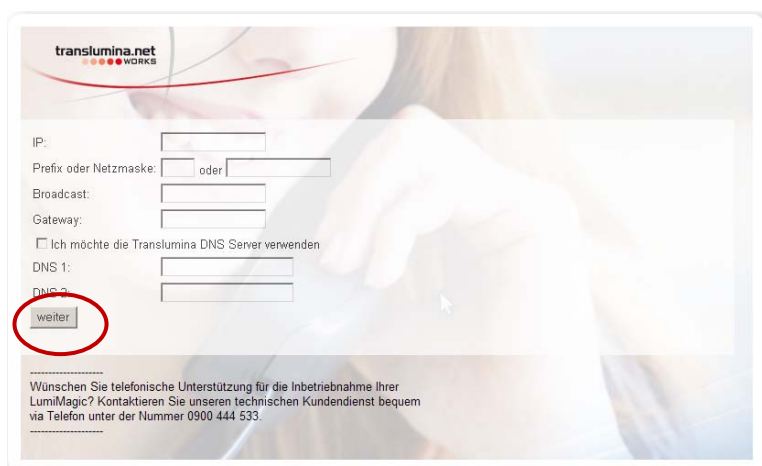 translumina.net
WORKS
IP:
Prefix oder Netzmaske: oder
Broadcast:
Gateway:
Ich möchte die Translumina DNS Server verwenden
DNS 1:
DNS 2:
weiter
--------------------
Wünschen Sie telefonische Unterstützung für die Inbetriebnahme Ihrer
LumiMagic? Kontaktieren Sie unseren technischen Kundendienst bequem
via Telefon unter der Nummer 0900 444 533.
--------------------